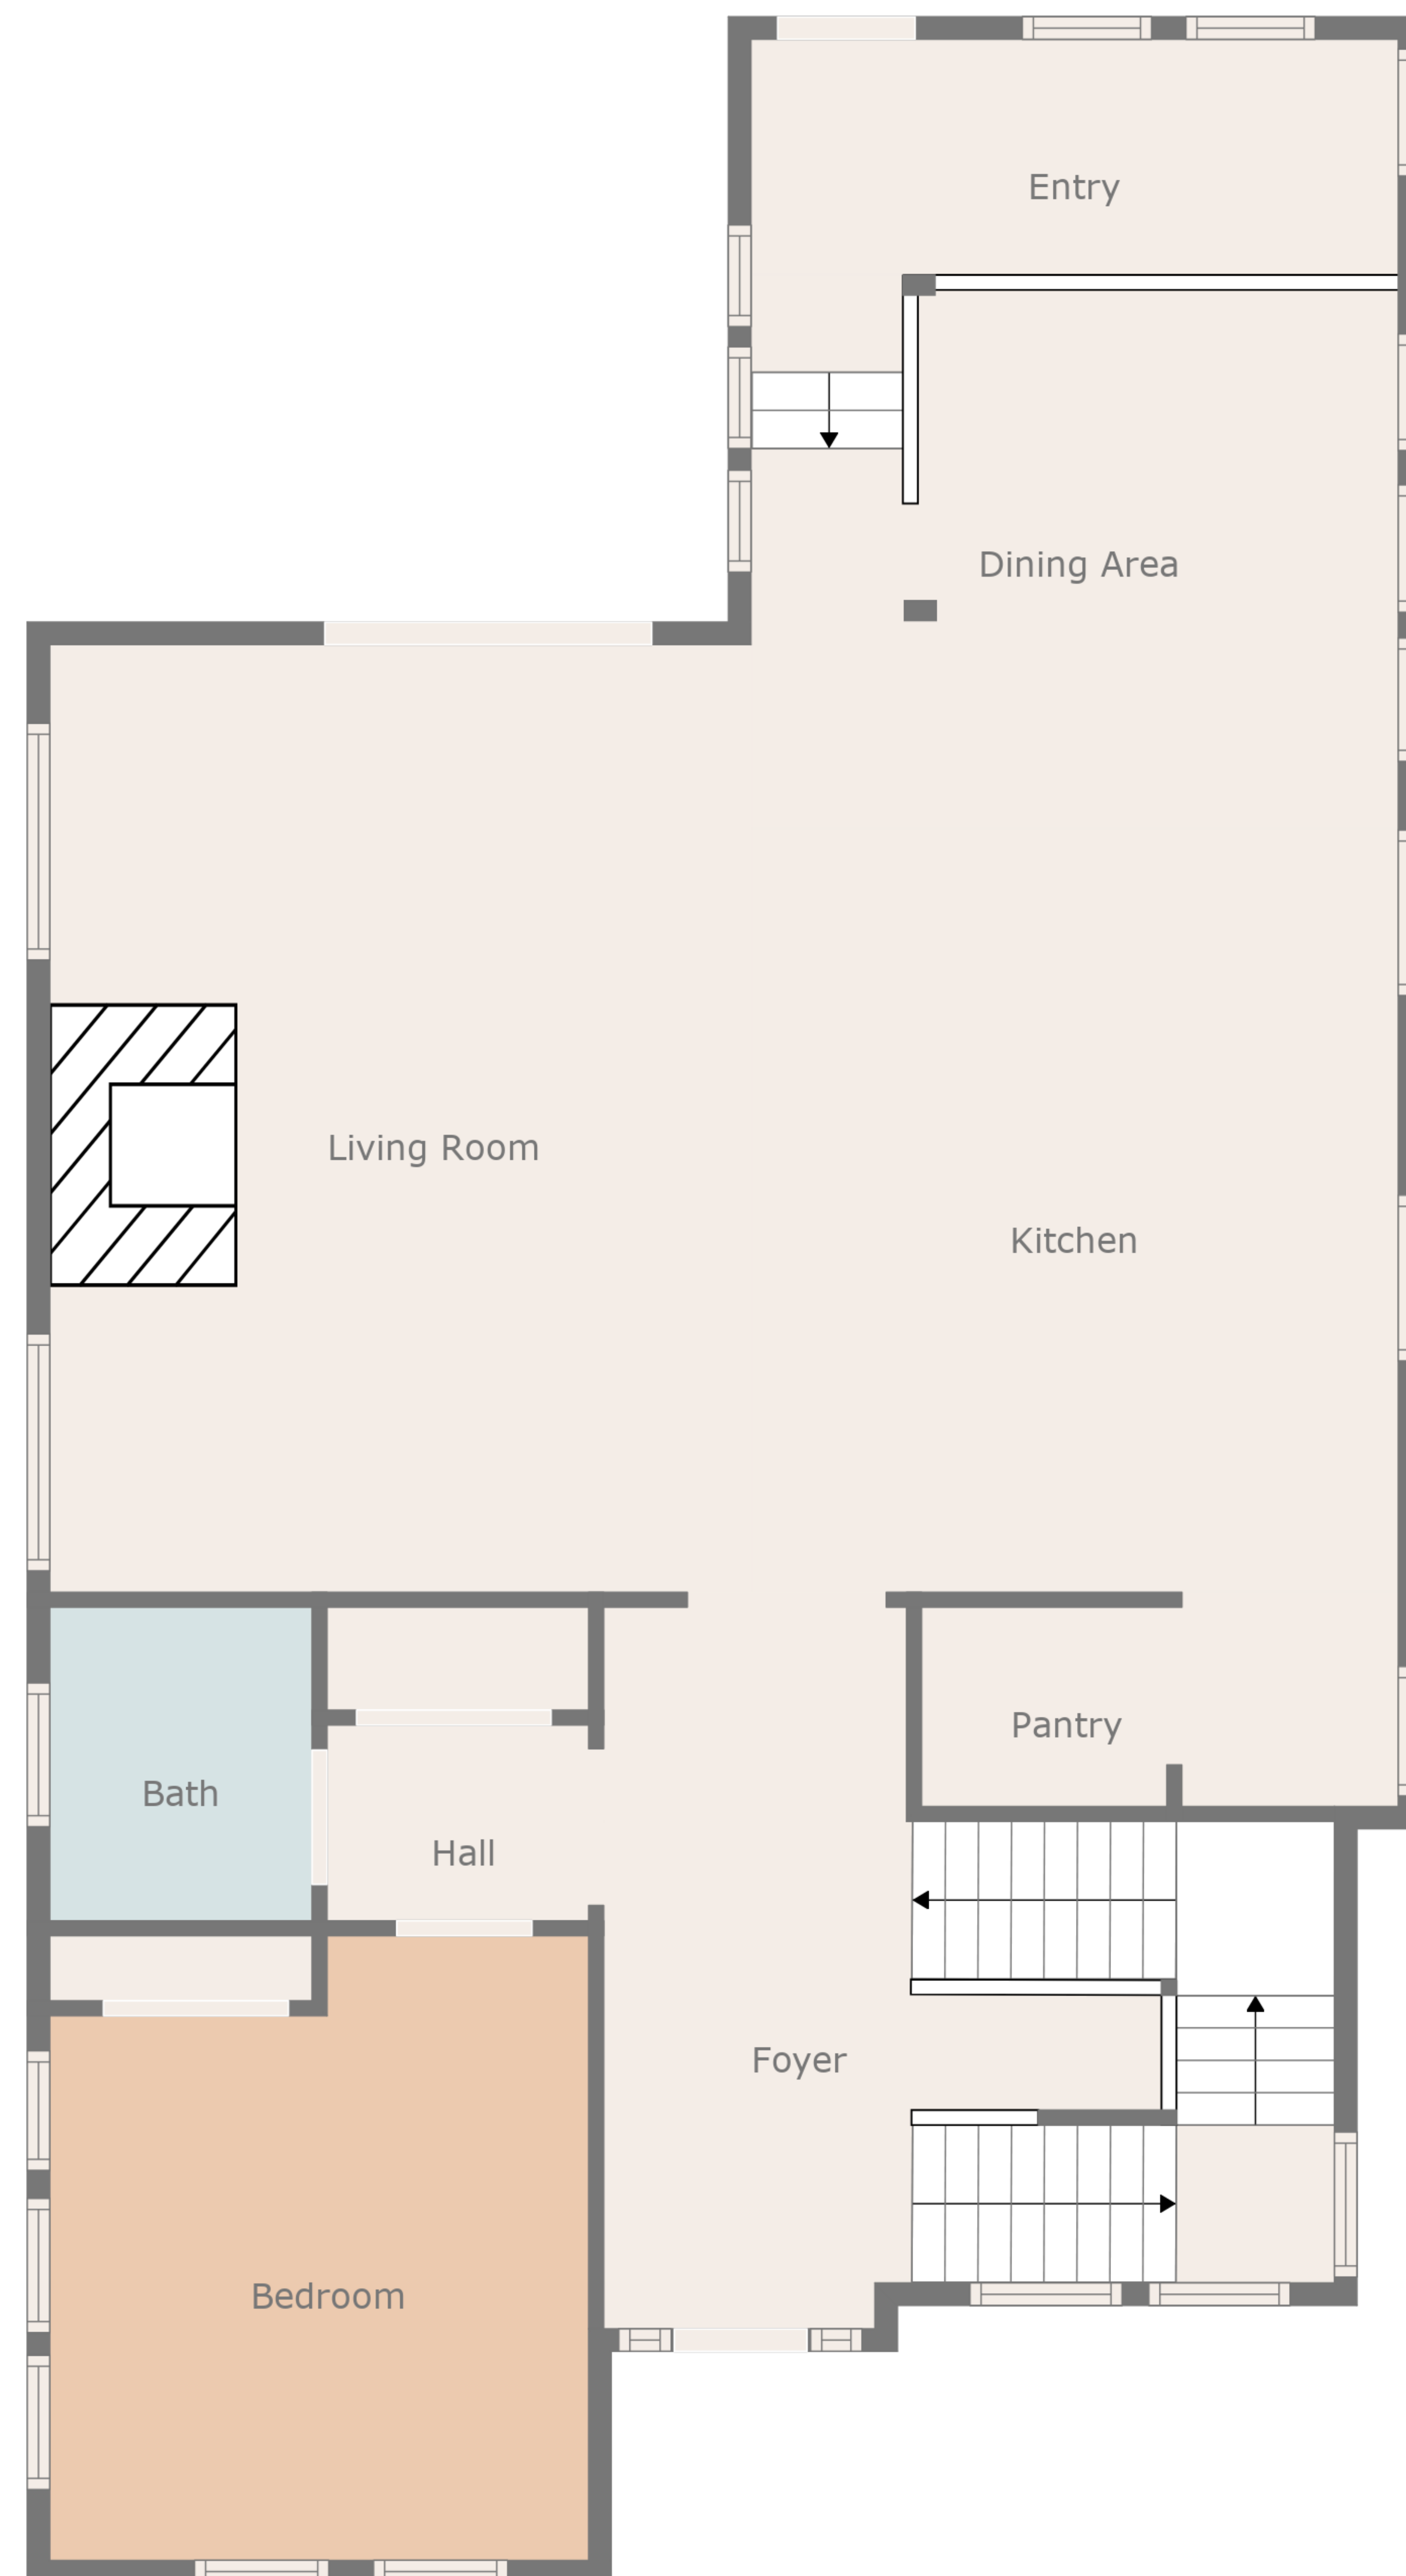 Entry
Dining Area
Living Room
Kitchen
Pantry
Bath
Hall
Foyer
Bedroom